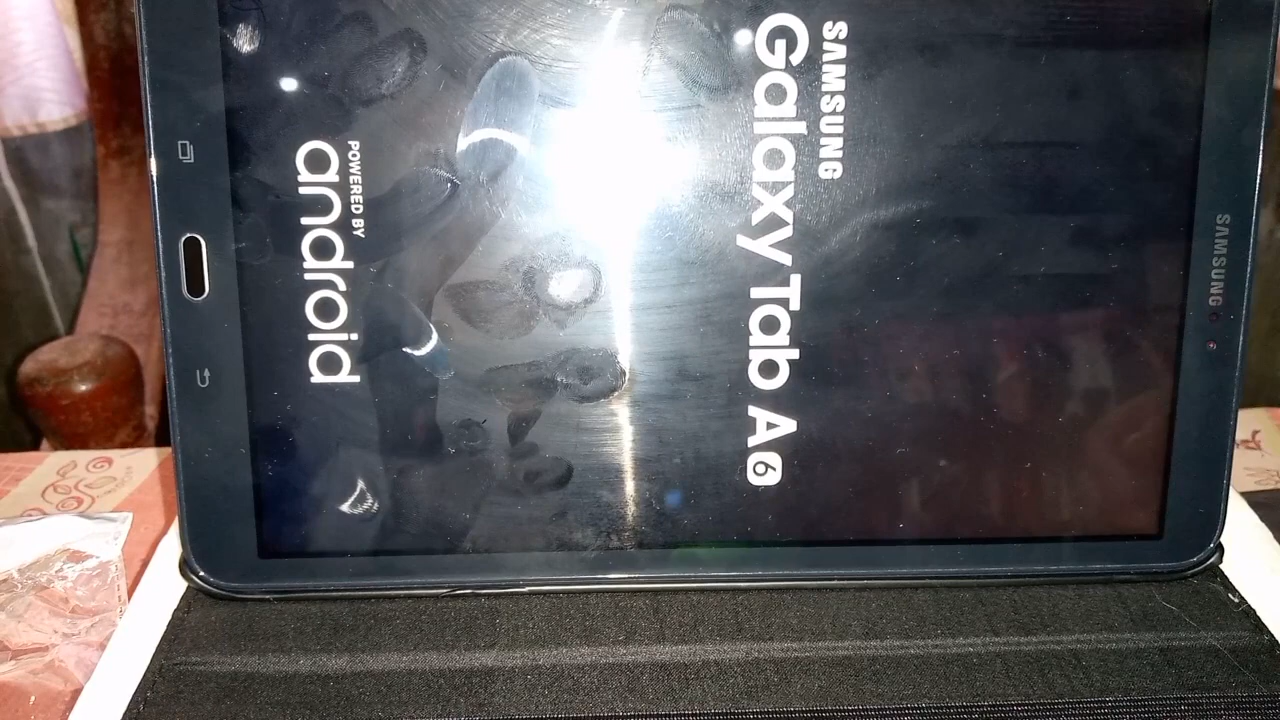 SAMSUNG
SAMSUNG
Galaxy Tab A6
POWERED BY
android